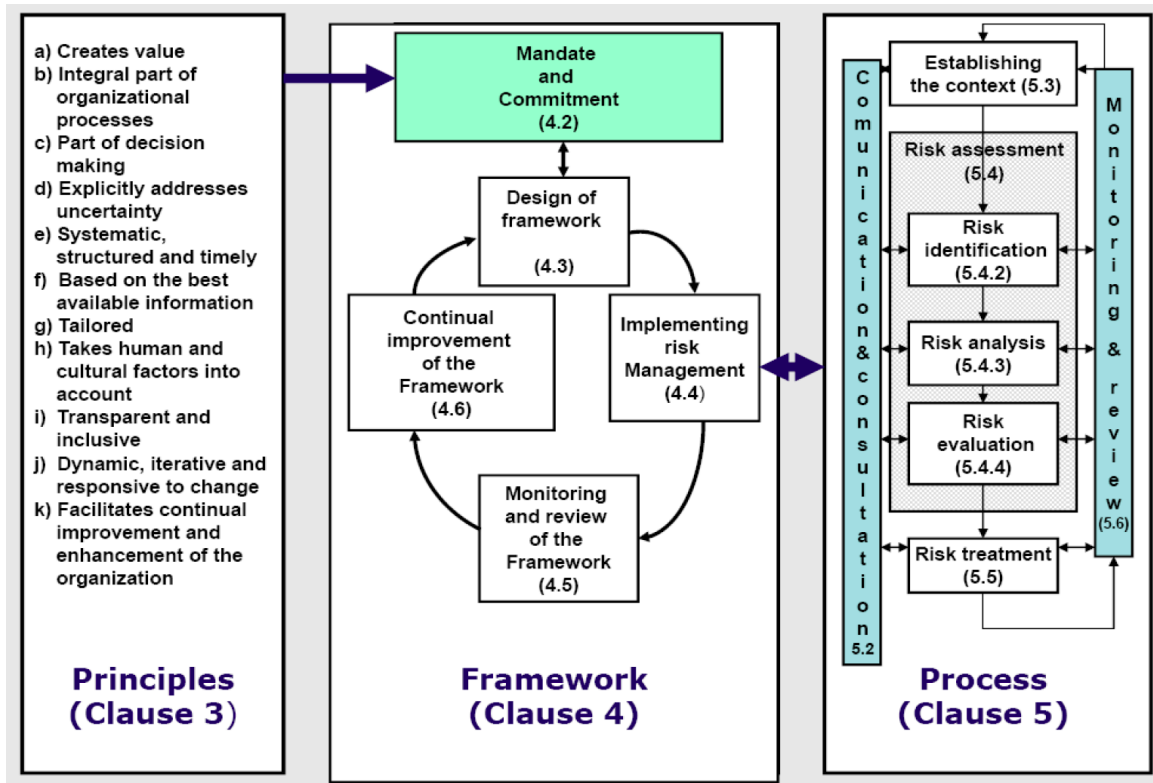 a) Creates value
b) Integral part of
organizational
processes
c) Part of decision
making
d) Explicitly addresses
uncertainty
e) Systematic,
structured and timely
f) Based on the best
available information
g) Tailored
h) Takes human and
cultural factors into
account
i) Transparent and
inclusive
j) Dynamic, iterative and
responsive to change
k) Facilitates continual
improvement and
enhancement of the
organization
Principles
(Clause 3)
Mandate
and
Commitment
(4.2)
Design of
framework
(4.3)
Continual
improvement
of the
Framework
(4.6)
Implementing
risk
Management
(4.4)
Monitoring
and review
of the
Framework
(4.5)
Framework
(Clause 4)
Comunication&consultation
5.2
Establishing
the context (5.3)
Risk assessment
(5.4)
Risk
identification
(5.4.2)
Risk analysis
(5.4.3)
Risk
evaluation
(5.4.4)
Risk treatment
(5.5)
Monitoring & review
(5.6)
Process
(Clause 5)